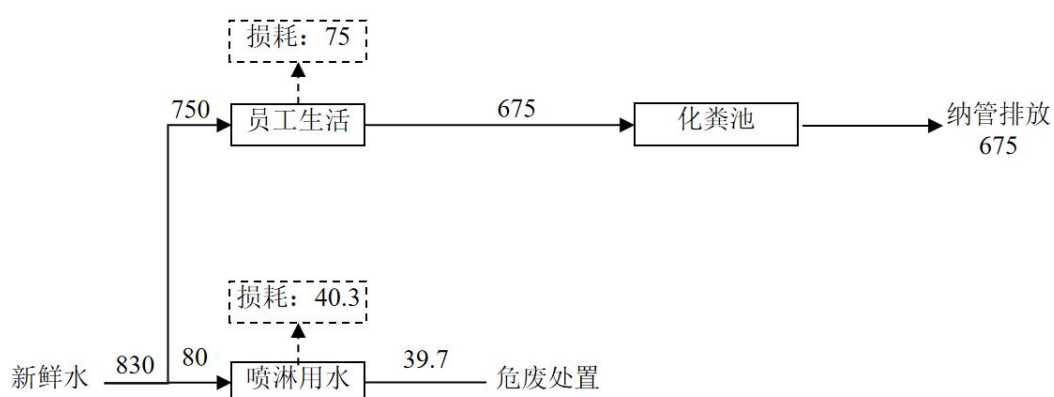 损耗：75
750
员工生活
675
化粪池
纳管排放
675
损耗：40.3
新鲜水
830
80
喷淋用水
39.7
危废处置